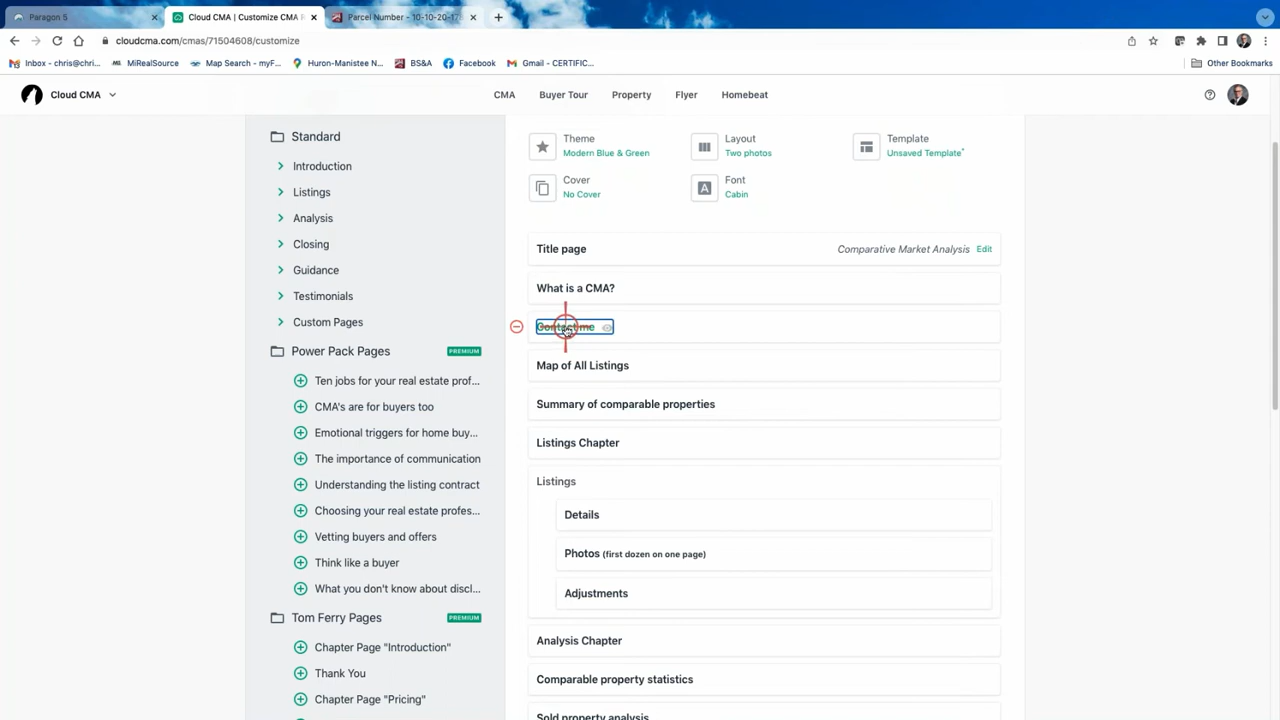 Paragon 5
Cloud CMA | Customize CMA R
Parcel Number - 10-10-20-17
cloudcma.com/cmas/71504608/customize
Inbox - chris@chri...
MiRealSource
Map Search - myF...
Huron-Manistee N...
BS&A
Facebook
Gmail - CERTIFIC...
Other Bookmarks
Cloud CMA
CMA
Buyer Tour
Property
Flyer
Homebeat
Standard
Introduction
Listings
Analysis
Closing
Guidance
Testimonials
Custom Pages
Power Pack Pages
PREMIUM
Ten jobs for your real estate prof...
CMA's are for buyers too
Emotional triggers for home buy...
The importance of communication
Understanding the listing contract
Choosing your real estate profes...
Vetting buyers and offers
Think like a buyer
What you don't know about discl...
Tom Ferry Pages
PREMIUM
Chapter Page "Introduction"
Thank You
Chapter Page "Pricing"
Theme
Modern Blue & Green
Layout
Two photos
Template
Unsaved Template*
Cover
No Cover
Font
Cabin
Title page
Comparative Market Analysis
Edit
What is a CMA?
Contact me
Map of All Listings
Summary of comparable properties
Listings Chapter
Listings
Details
Photos (first dozen on one page)
Adjustments
Analysis Chapter
Comparable property statistics
Sold property analysis